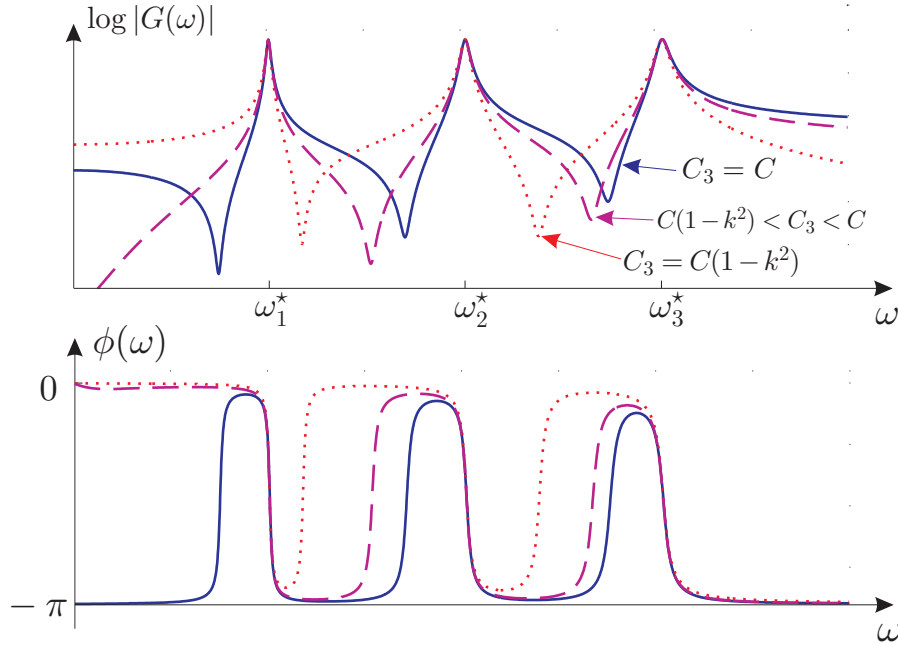 log |G(ω)|
C₃ = C
C(1−k²) < C₃ < C
C₃ = C(1−k²)
ω₁⋆ ω₂⋆ ω₃⋆ ω
ϕ(ω)
0
− π
ω